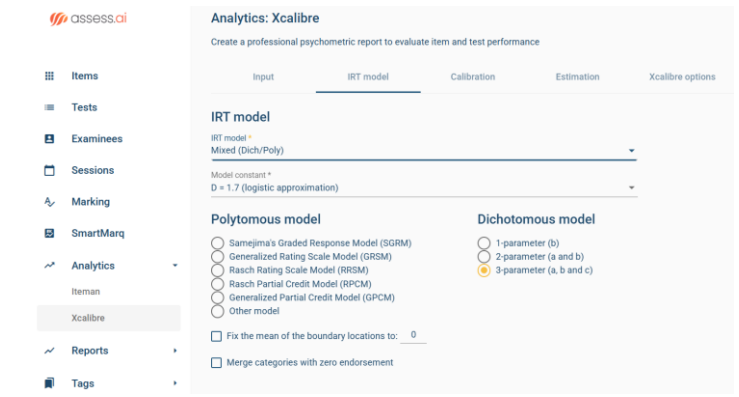 assess.ai
Items
Tests
Examinees
Sessions
Marking
SmartMarq
Analytics
Iteman
Xcalibre
Reports
Tags
Analytics: Xcalibre
Create a professional psychometric report to evaluate item and test performance
Input IRT model Calibration Estimation Xcalibre options
IRT model
IRT model *
Mixed (Dich/Poly)
Model constant *
D = 1.7 (logistic approximation)
Polytomous model
Samejima's Graded Response Model (SGRM)
Generalized Rating Scale Model (GRSM)
Rasch Rating Scale Model (RRSM)
Rasch Partial Credit Model (RPCM)
Generalized Partial Credit Model (GPCM)
Other model
Fix the mean of the boundary locations to: 0
Merge categories with zero endorsement
Dichotomous model
1-parameter (b)
2-parameter (a and b)
3-parameter (a, b and c)